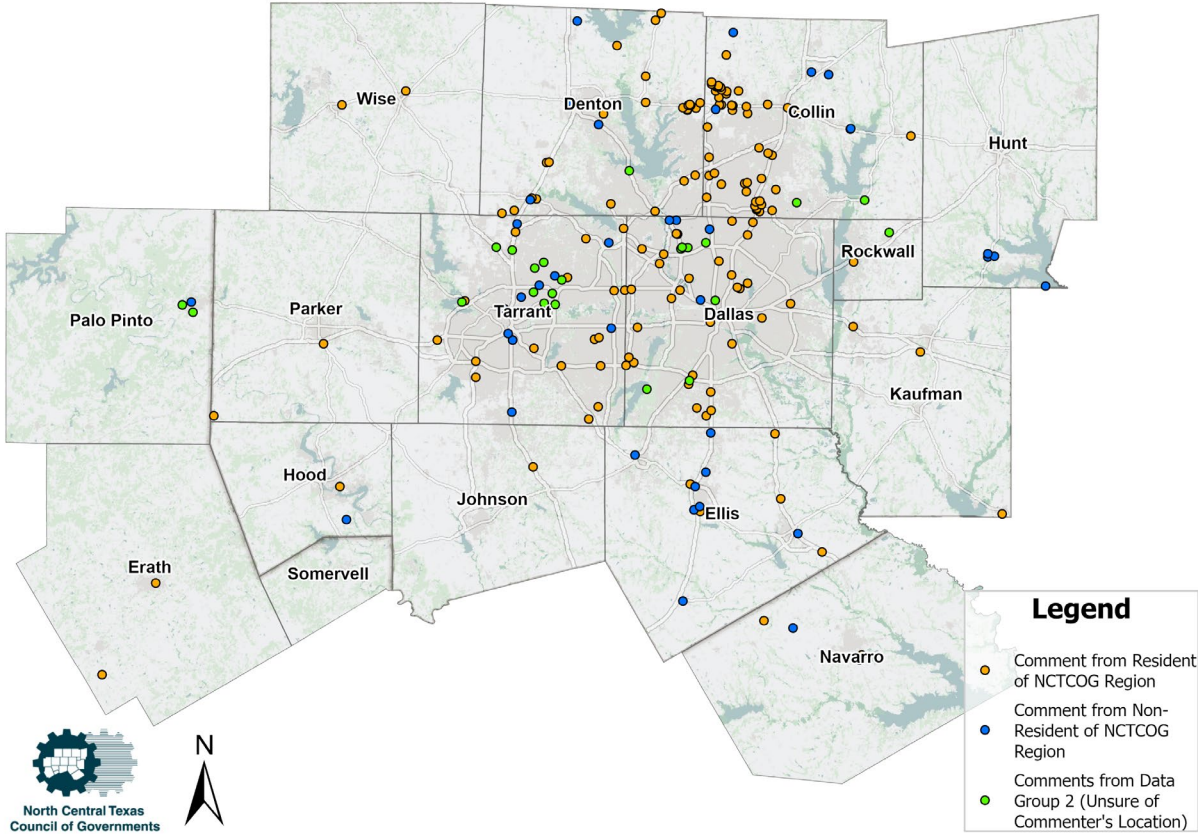 Wise
Denton
Collin
Hunt
Palo Pinto
Parker
Tarrant
Dallas
Rockwall
Kaufman
Hood
Johnson
Ellis
Erath
Somervell
Navarro
Legend
Comment from Resident
of NCTCOG Region
Comment from Non-
Resident of NCTCOG
Region
Comments from Data
Group 2 (Unsure of
Commenter's Location)
N
North Central Texas
Council of Governments